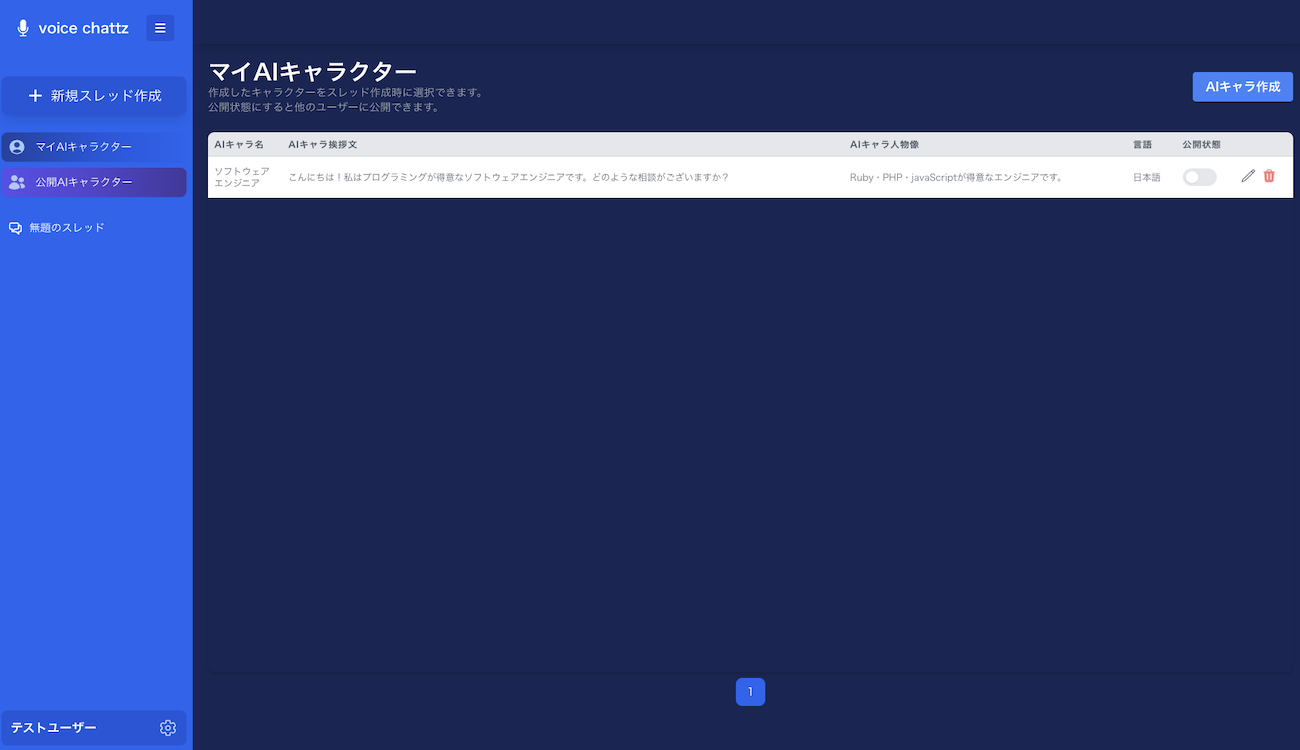 voice chattz
新規スレッド作成
マイAIキャラクター
公開AIキャラクター
無題のスレッド
テストユーザー
マイAIキャラクター
作成したキャラクターをスレッド作成時に選択できます。
公開状態にすると他のユーザーに公開できます。
AIキャラ作成
AIキャラ名 AIキャラ挨拶文 AIキャラ人物像 言語 公開状態
ソフトウェア
エンジニア
こんにちは！私はプログラミングが得意なソフトウェアエンジニアです。どのような相談がございますか？
Ruby・PHP・javaScriptが得意なエンジニアです。
日本語
1